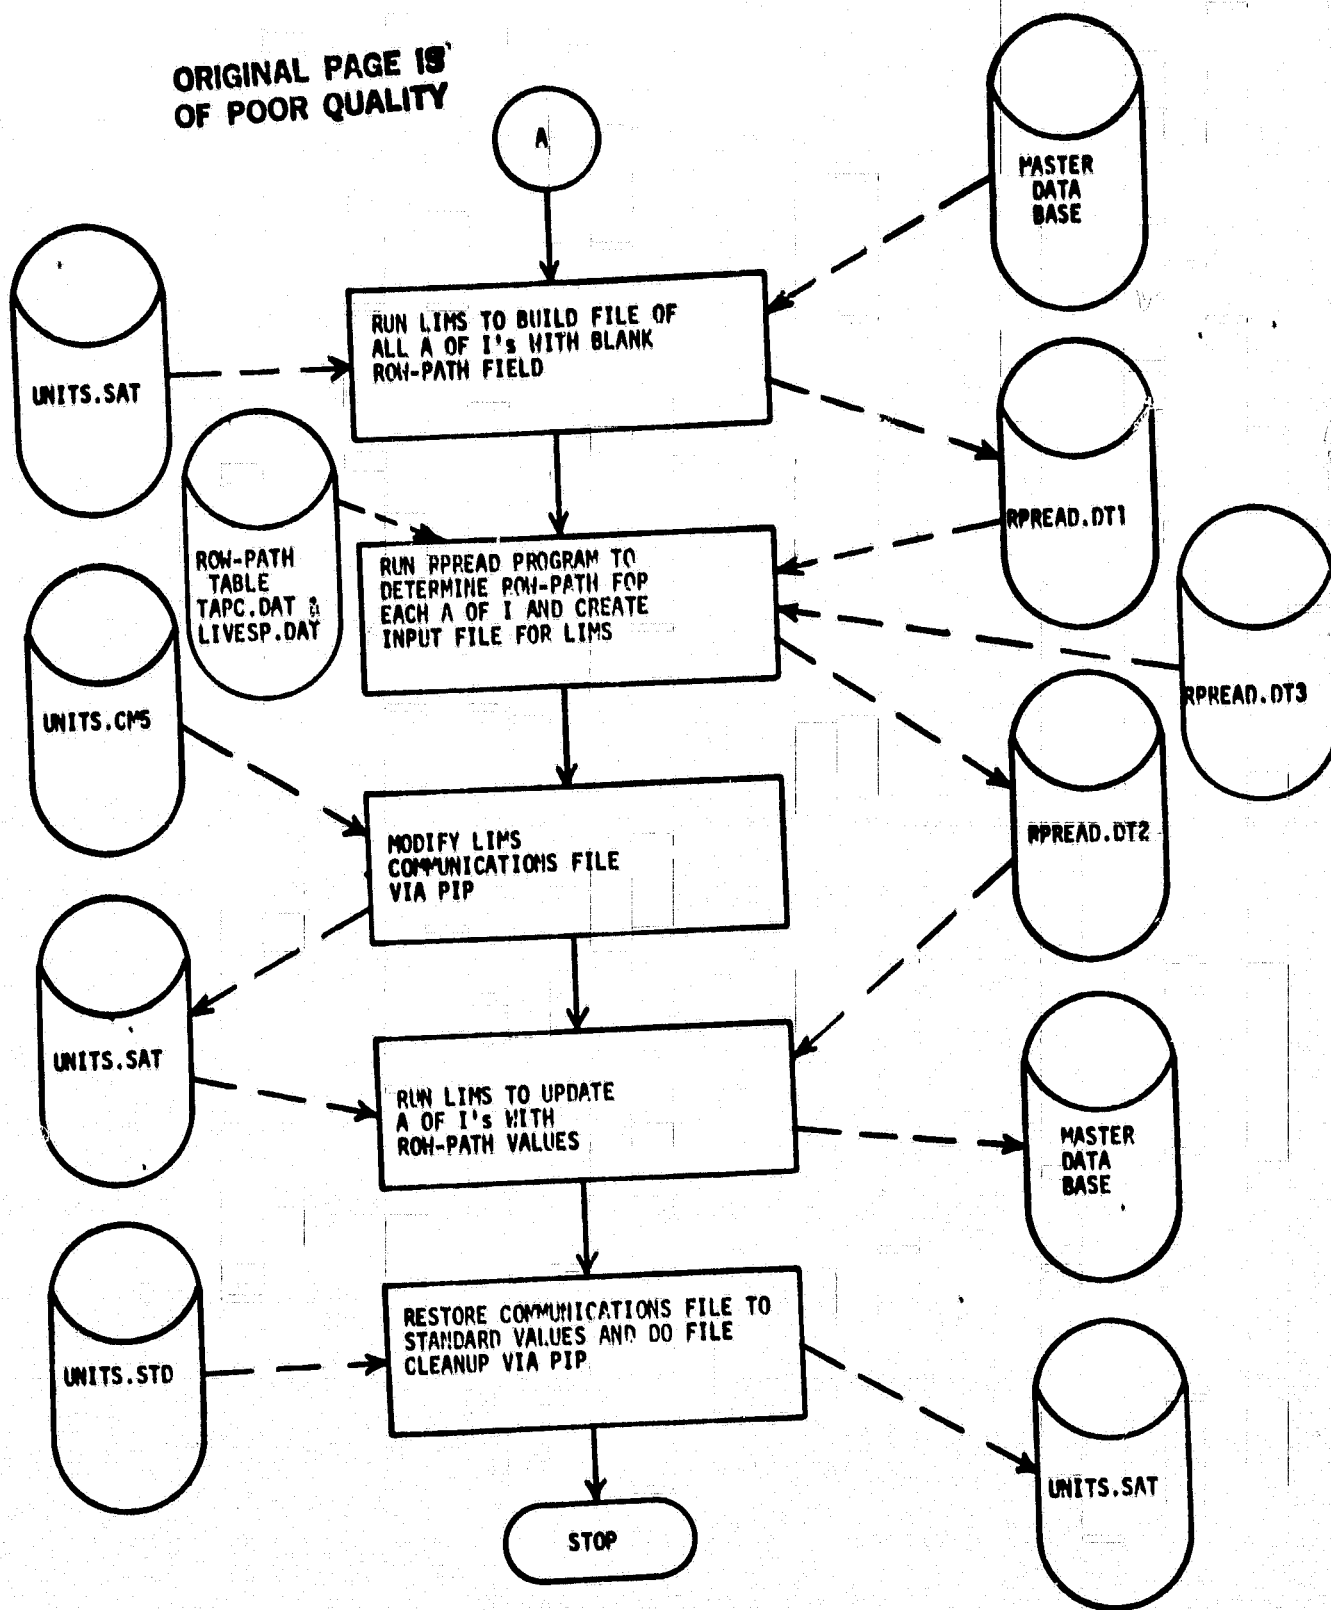 ORIGINAL PAGE IS
OF POOR QUALITY
A
MASTER
DATA
BASE
RUN LIMS TO BUILD FILE OF
ALL A OF I's WITH BLANK
ROW-PATH FIELD
UNITS.SAT
RPREAD.DT1
ROW-PATH
TABLE
TAPC.DAT &
LIVESP.DAT
RUN RPREAD PROGRAM TO
DETERMINE ROW-PATH FOR
EACH A OF I AND CREATE
INPUT FILE FOR LIMS
RPREAD.DT3
UNITS.CM5
RPREAD.DT2
MODIFY LIMS
COMMUNICATIONS FILE
VIA PIP
UNITS.SAT
RUN LIMS TO UPDATE
A OF I's WITH
ROW-PATH VALUES
MASTER
DATA
BASE
RESTORE COMMUNICATIONS FILE TO
STANDARD VALUES AND DO FILE
CLEANUP VIA PIP
UNITS.STD
UNITS.SAT
STOP